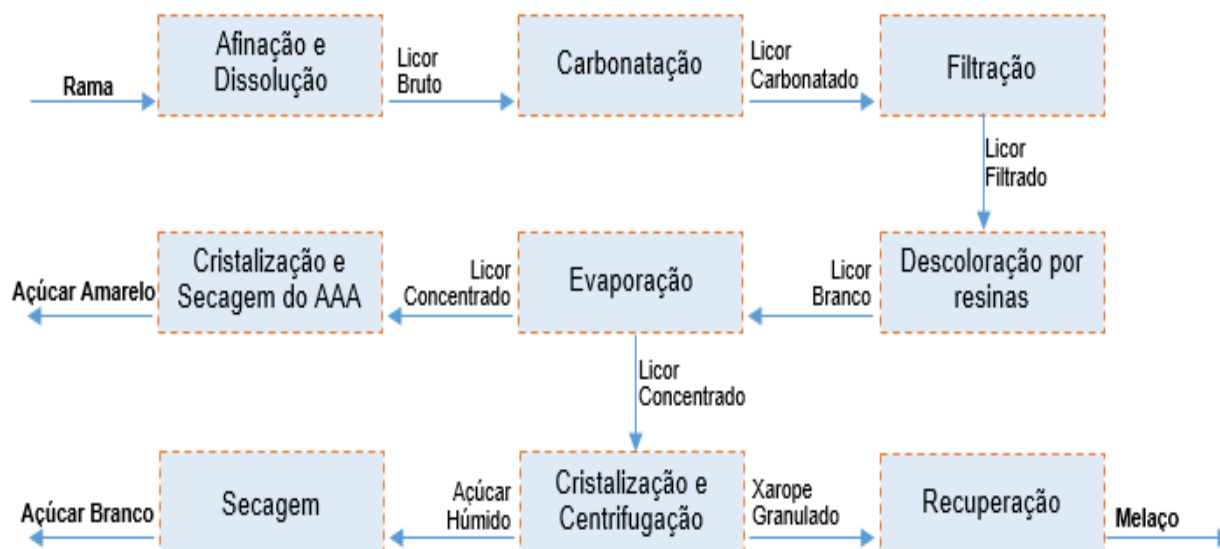 Rama
Afinação e
Dissolução
Licor
Bruto
Carbonatação
Licor
Carbonatado
Filtração
Licor
Filtrado
Descoloração por
resinas
Licor
Branco
Evaporação
Licor
Concentrado
Cristalização e
Secagem do AAA
Açúcar Amarelo
Licor
Concentrado
Cristalização e
Centrifugação
Açúcar
Húmido
Secagem
Açúcar Branco
Xarope
Granulado
Recuperação
Melaço